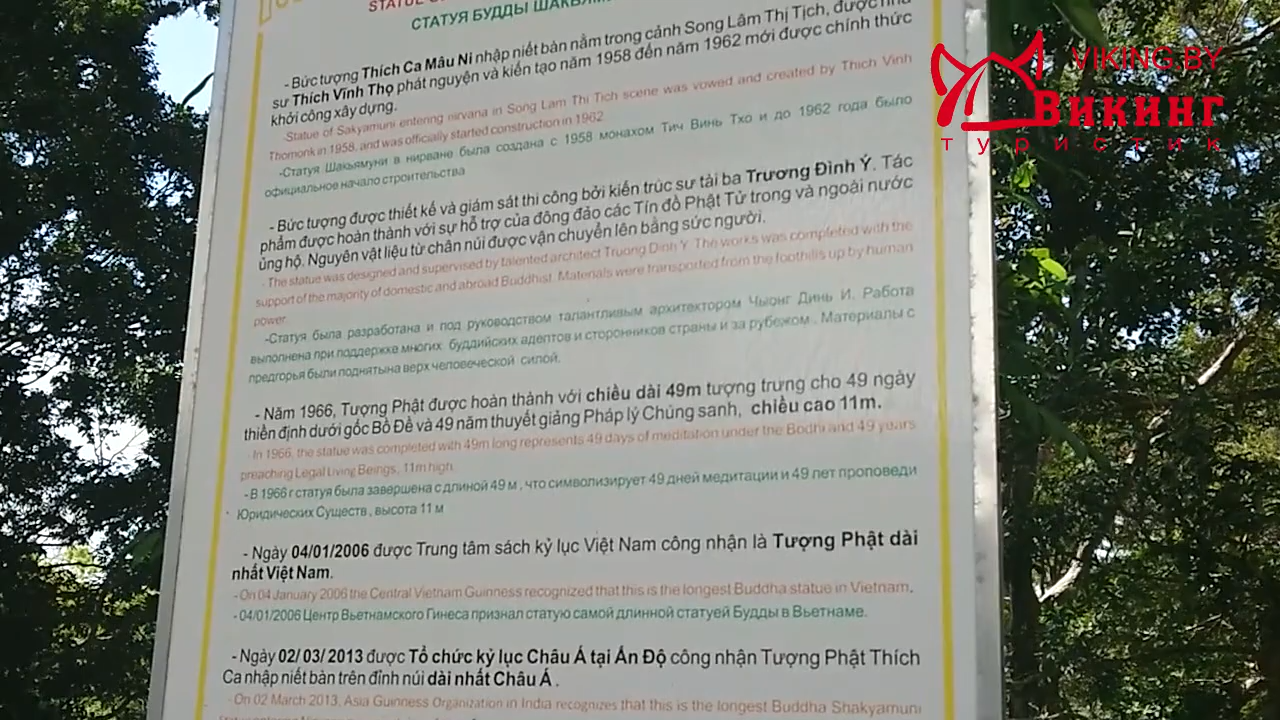 СТАТУЯ БУДДЫ
- Bức tượng Thích Ca Mâu Ni nhập niết bàn nằm trong cảnh Song Lâm Thị Tịch, được
sư Thích Vĩnh Thọ phát nguyện và kiến tạo năm 1958 đến năm 1962 mới được chính thức
khởi công xây dựng.
-Statue of Sakyamuni entering nirvana in Song Lam Thi Tich scene was vowed and created by Thich Vinh
Thomonk in 1958, and was officially started construction in 1962
-Статуя Шакьямуни в нирване была создана с 1958 монахом Тич Винь Тхо и до 1962 года было
официальное начало строительства
- Bức tượng được thiết kế và giám sát thi công bởi kiến trúc sư tài ba Trương Đình Ý. Tác
phẩm được hoàn thành với sự hỗ trợ của đông đảo các Tín đồ Phật Tử trong và ngoài nước
ủng hộ. Nguyên vật liệu từ chân núi được vận chuyển lên bằng sức người.
- The statue was designed and supervised by talented architect Truong Dinh Y. The works was completed with the
support of the majority of domestic and abroad Buddhist. Materials were transported from the foothills up by human
power.
-Статуя была разработана и под руководством талантливым архитектором Чыонг Динь И. Работа
выполнена при поддержке многих буддийских адептов и сторонников страны и за рубежом . Материалы с
предгорья были поднятына верх человеческой силой.
- Năm 1966, Tượng Phật được hoàn thành với chiều dài 49m tượng trưng cho 49 ngày
thiền định dưới gốc Bồ Đề và 49 năm thuyết giảng Pháp lý Chúng sanh, chiều cao 11m.
- In 1966, the statue was completed with 49m long represents 49 days of meditation under the Bodhi and 49 years
preaching Legal Living Beings, 11m high.
- В 1966 г статуя была завершена с длиной 49 м , что символизирует 49 дней медитации и 49 лет проповеди
Юридических Существ , высота 11 м
- Ngày 04/01/2006 được Trung tâm sách kỷ lục Việt Nam công nhận là Tượng Phật dài
nhất Việt Nam.
- On 04 January 2006 the Central Vietnam Guinness recognized that this is the longest Buddha statue in Vietnam.
- 04/01/2006 Центр Вьетнамского Гинеса признал статую самой длинной статуей Будды в Вьетнаме.
- Ngày 02/ 03/ 2013 được Tổ chức kỷ lục Châu Á tại Ấn Độ công nhận Tượng Phật Thích
Ca nhập niết bàn trên đỉnh núi dài nhất Châu Á .
- On 02 March 2013, Asia Guinness Organization in India recognizes that this is the longest Buddha Shakyamuni
VIKING.BY
Викинг
туристик